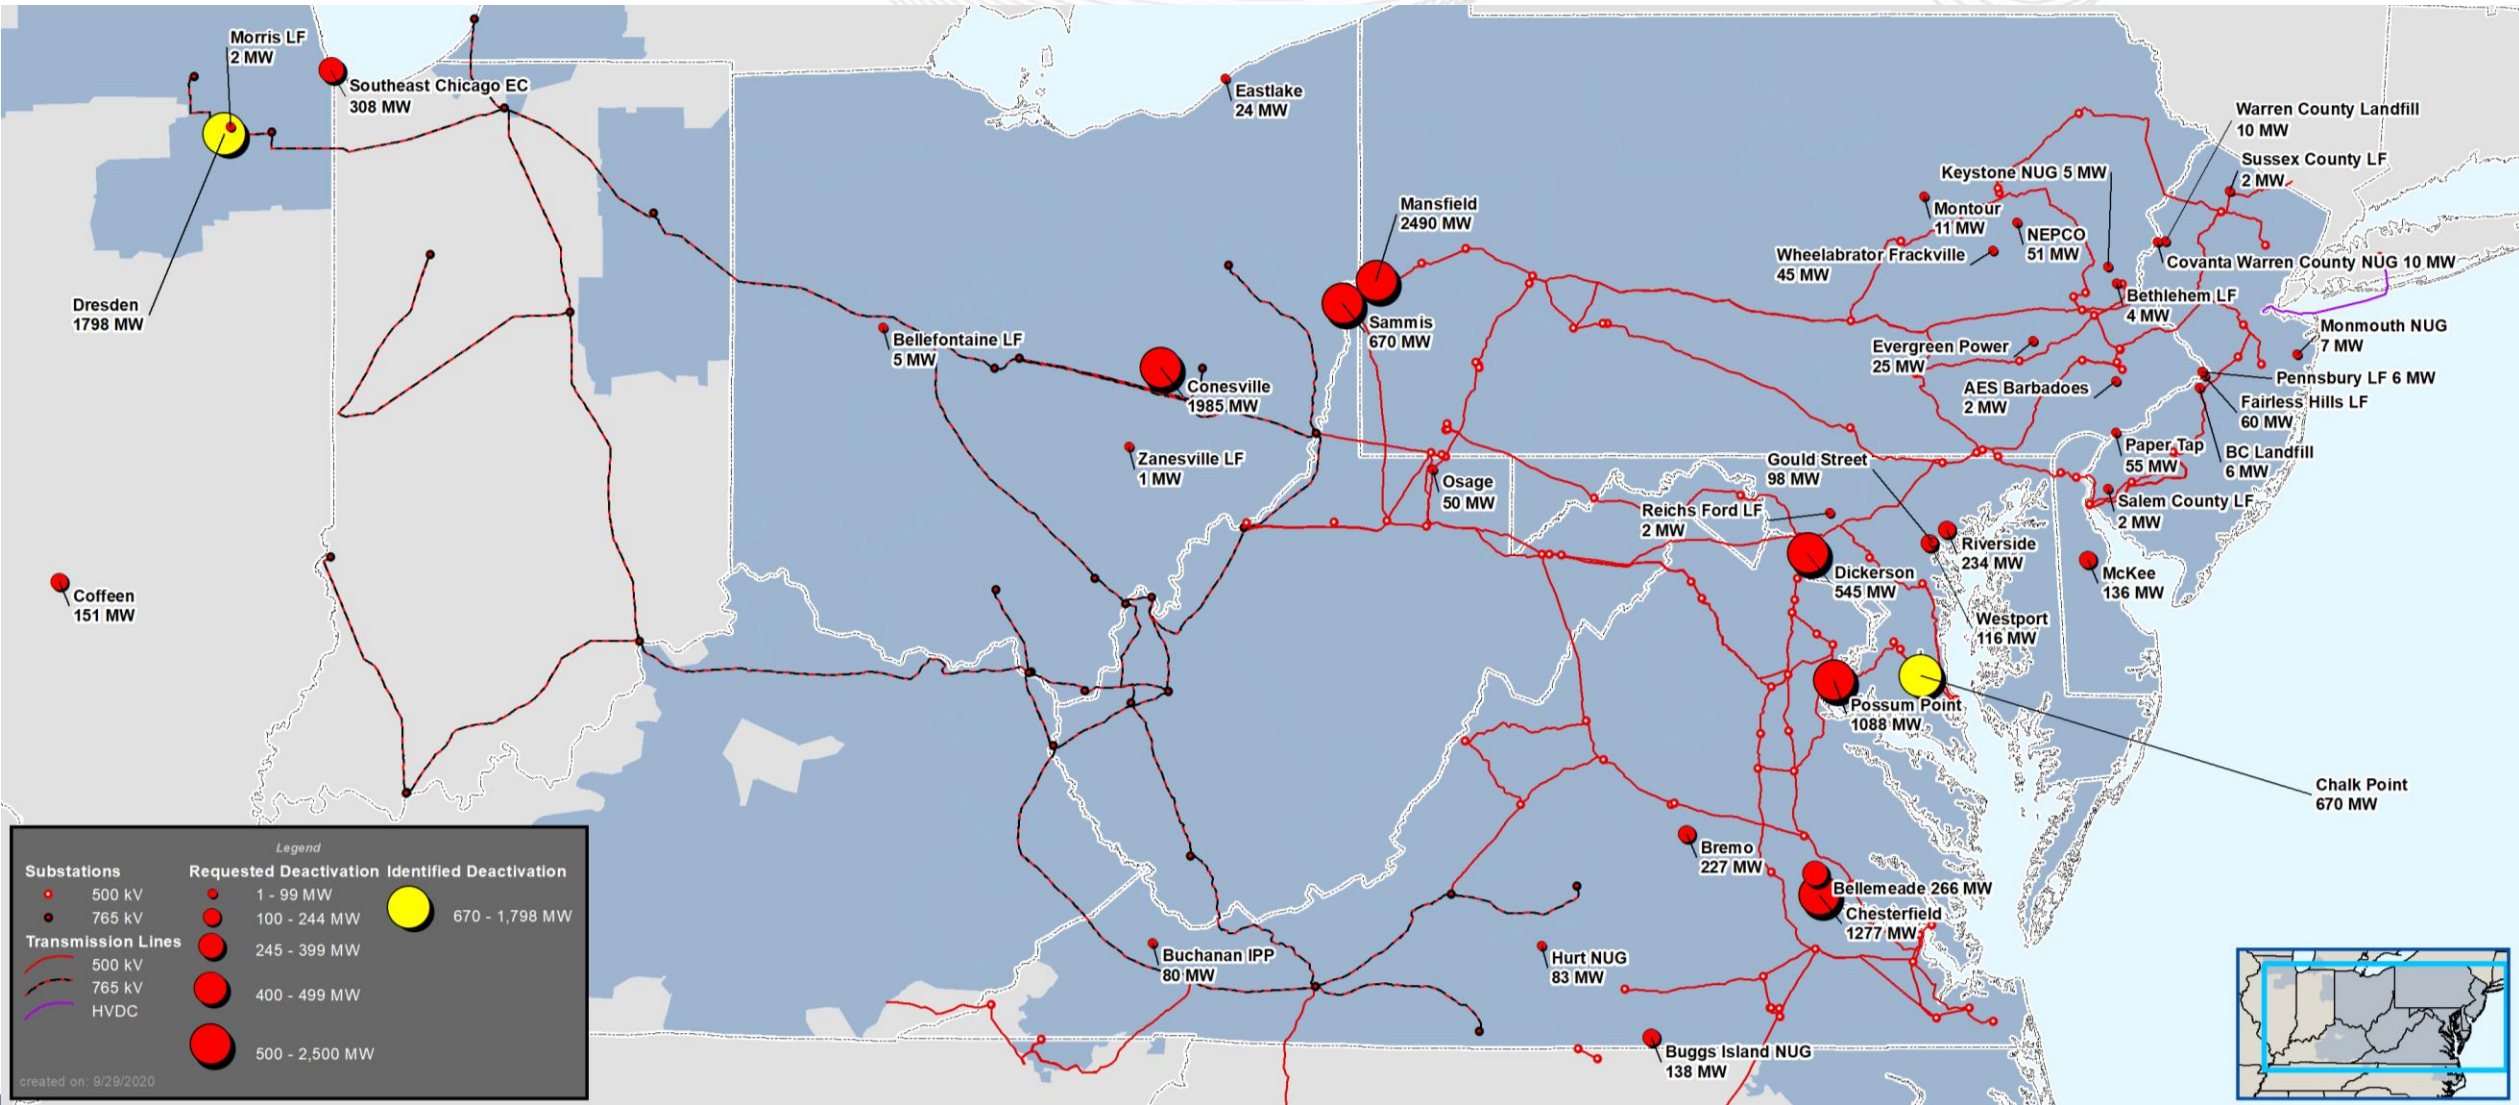 Morris LF
2 MW
Southeast Chicago EC
308 MW
Eastlake
24 MW
Warren County Landfill
10 MW
Sussex County LF
2 MW
Keystone NUG 5 MW
Mansfield
2490 MW
Montour
11 MW
NEPCO
51 MW
Wheelabrator Frackville
45 MW
Covanta Warren County NUG 10 MW
Dresden
1798 MW
Bethlehem LF
4 MW
Sammis
670 MW
Monmouth NUG
7 MW
Bellefontaine LF
5 MW
Evergreen Power
25 MW
Conesville
1985 MW
AES Barbadoes
2 MW
Pennsbury LF 6 MW
Fairless Hills LF
60 MW
Paper Tap
55 MW
BC Landfill
6 MW
Zanesville LF
1 MW
Gould Street
98 MW
Osage
50 MW
Salem County LF
2 MW
Reichs Ford LF
2 MW
Riverside
234 MW
Dickerson
545 MW
McKee
136 MW
Coffeen
151 MW
Westport
116 MW
Possum Point
1088 MW
Chalk Point
670 MW
Bremo
227 MW
Bellemeade 266 MW
Chesterfield
1277 MW
Buchanan IPP
80 MW
Hurt NUG
83 MW
Buggs Island NUG
138 MW
Legend
Substations
500 kV
765 kV
Transmission Lines
500 kV
765 kV
HVDC
Requested Deactivation
1 - 99 MW
100 - 244 MW
245 - 399 MW
400 - 499 MW
500 - 2,500 MW
Identified Deactivation
670 - 1,798 MW
created on: 9/29/2020